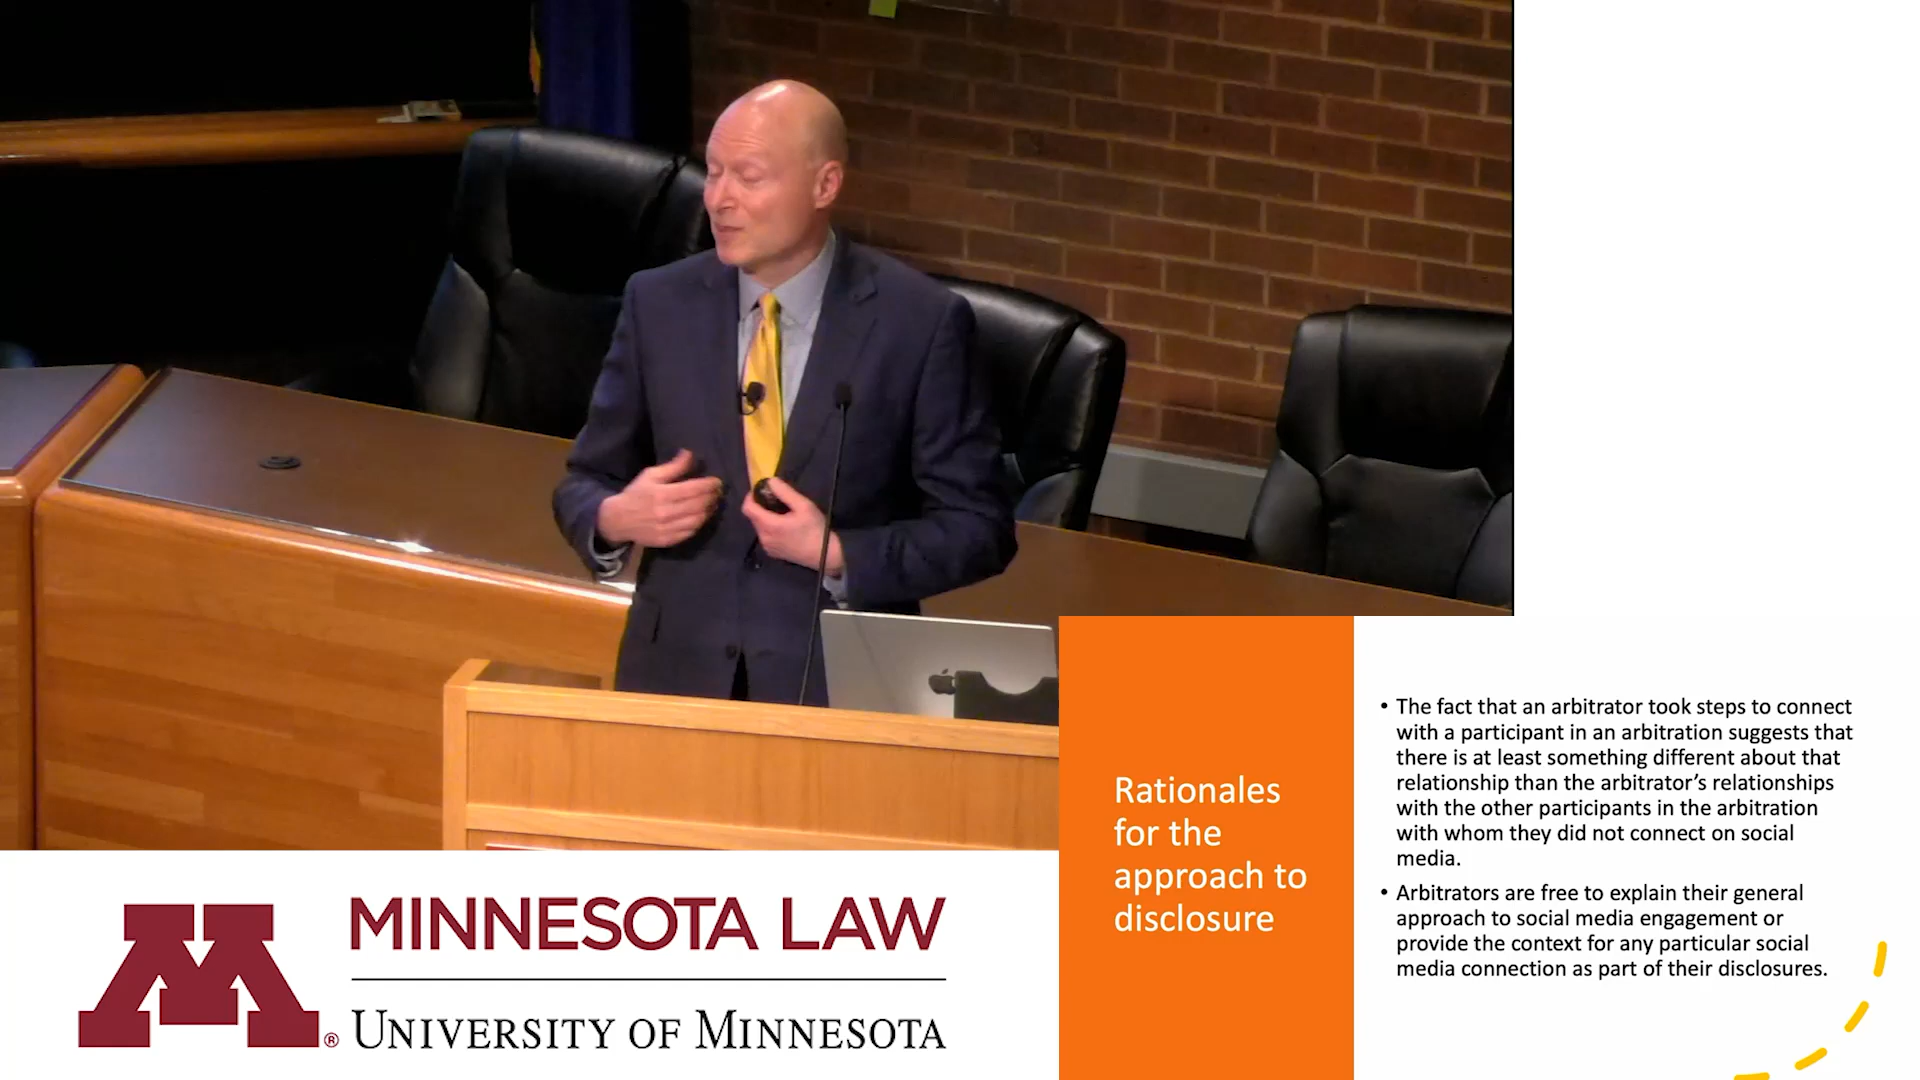 Rationales
for the
approach to
disclosure
• The fact that an arbitrator took steps to connect
with a participant in an arbitration suggests that
there is at least something different about that
relationship than the arbitrator’s relationships
with the other participants in the arbitration
with whom they did not connect on social
media.
• Arbitrators are free to explain their general
approach to social media engagement or
provide the context for any particular social
media connection as part of their disclosures.
M®
MINNESOTA LAW
UNIVERSITY OF MINNESOTA